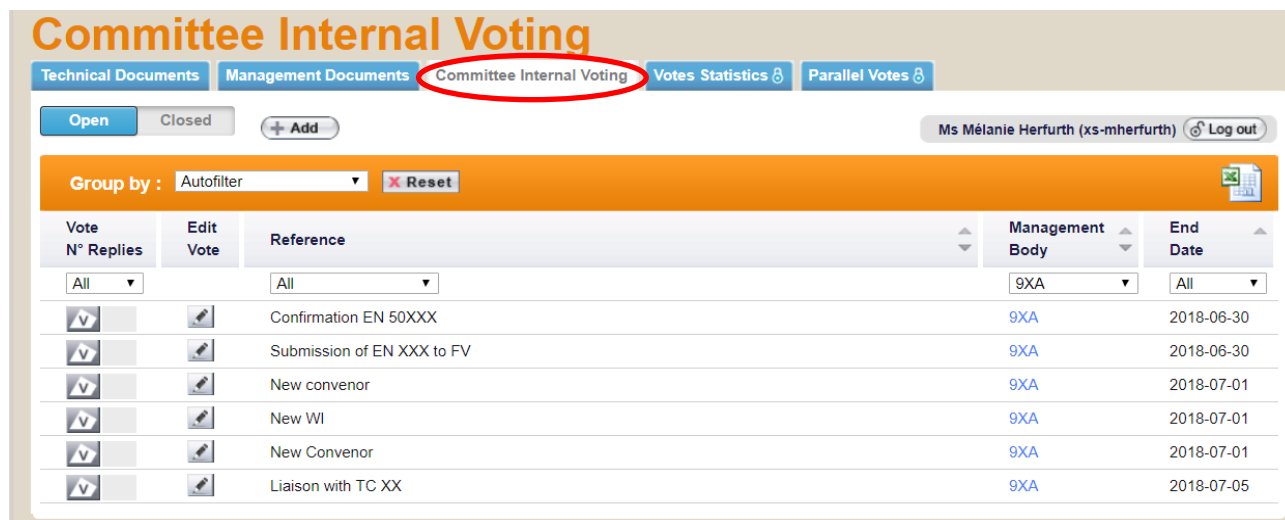 Committee Internal Voting
Technical Documents Management Documents Committee Internal Voting Votes Statistics Parallel Votes
Open Closed Add Ms Mélanie Herfurth (xs-mherfurth) Log out
Group by : Autofilter Reset
Vote N° Replies Edit Vote Reference Management Body End Date
All All 9XA All
V Confirmation EN 50XXX 9XA 2018-06-30
V Submission of EN XXX to FV 9XA 2018-06-30
V New convenor 9XA 2018-07-01
V New WI 9XA 2018-07-01
V New Convenor 9XA 2018-07-01
V Liaison with TC XX 9XA 2018-07-05